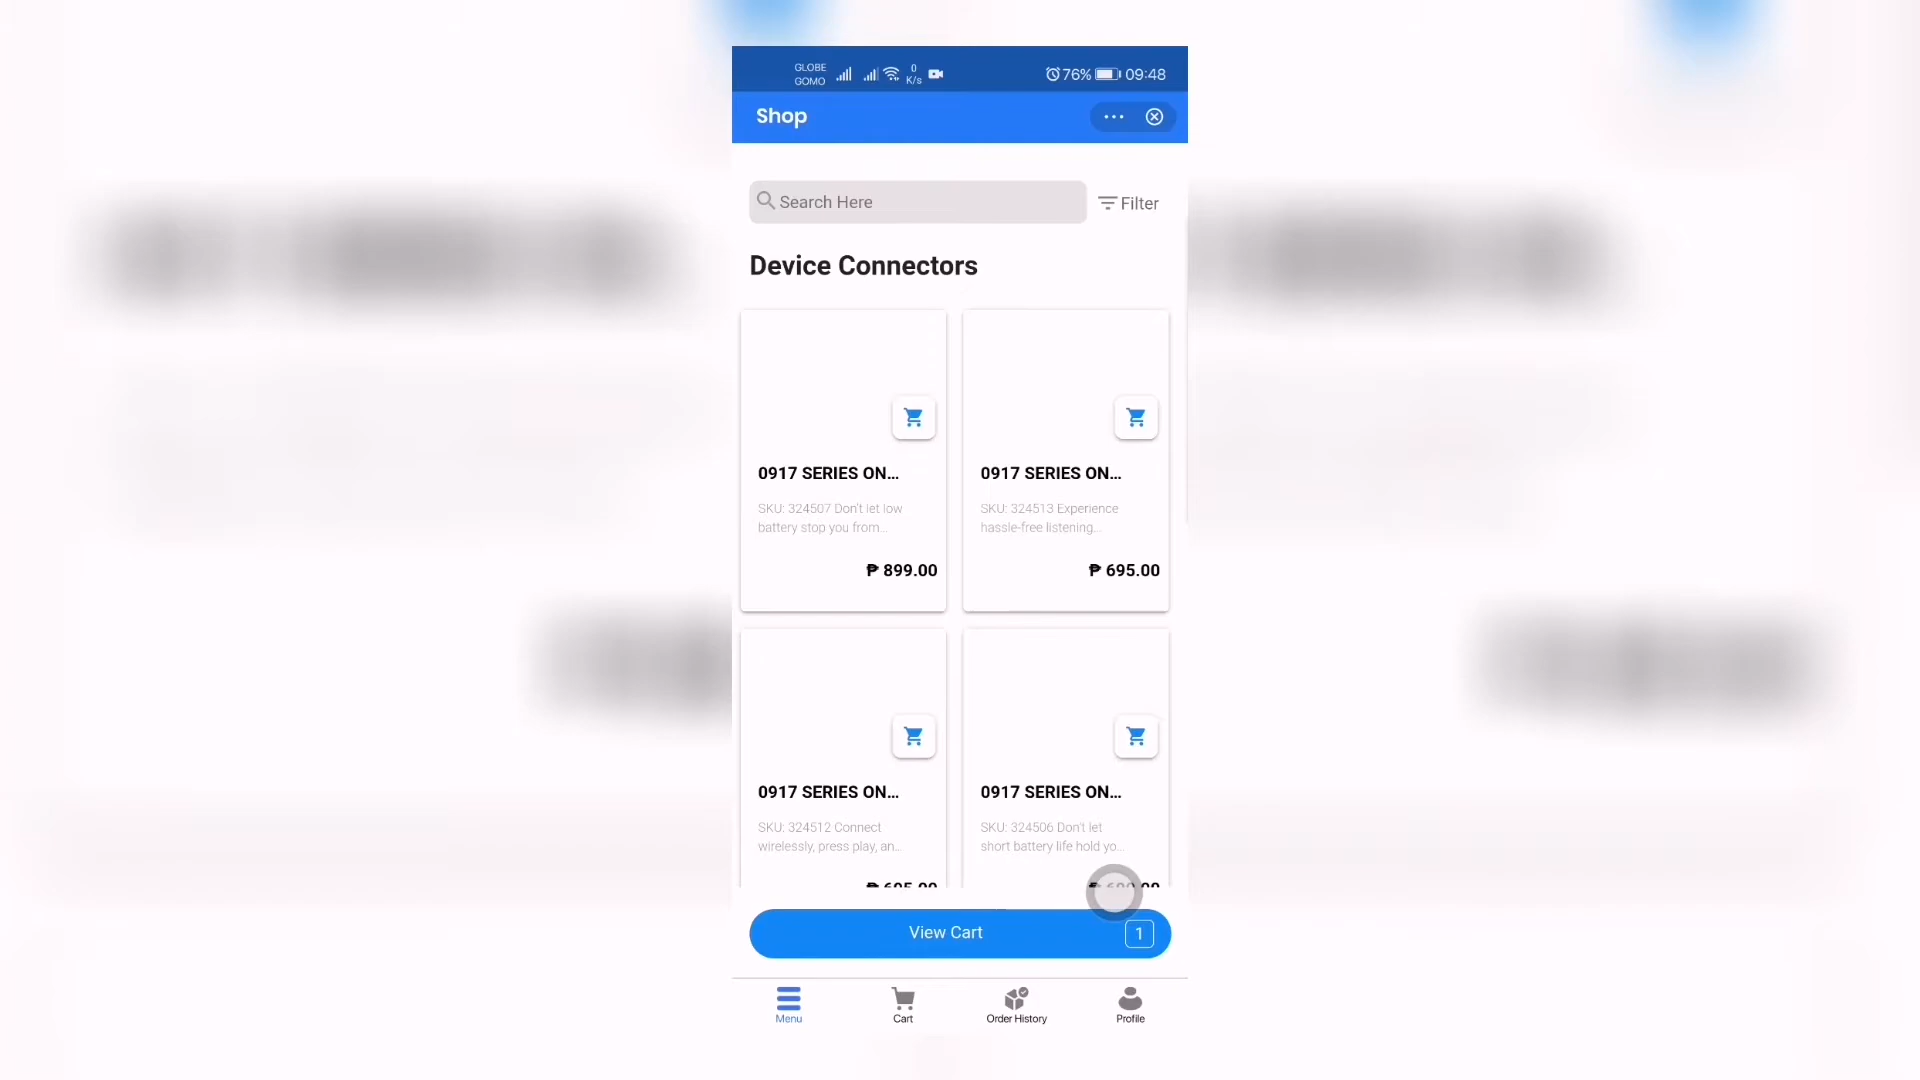 GLOBE
GOMO
0
K/s
76%
09:48
Shop
Search Here
Filter
Device Connectors
0917 SERIES ON...
SKU: 324507 Don't let low
battery stop you from...
₱ 899.00
0917 SERIES ON...
SKU: 324513 Experience
hassle-free listening...
₱ 695.00
0917 SERIES ON...
SKU: 324512 Connect
wirelessly, press play, an...
0917 SERIES ON...
SKU: 324506 Don't let
short battery life hold yo...
View Cart
1
Menu
Cart
Order History
Profile